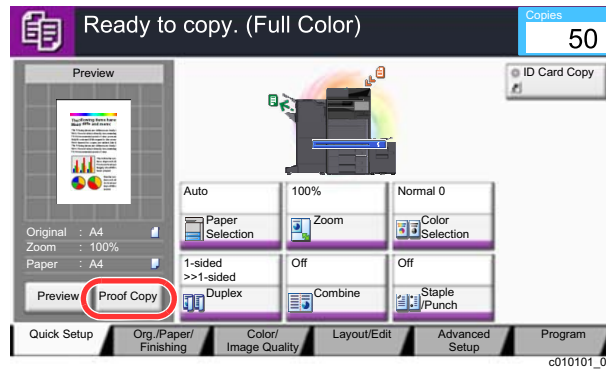 Ready to copy. (Full Color)
Copies
50
Preview
Original : A4
Zoom : 100%
Paper : A4
Preview
Proof Copy
ID Card Copy
Auto
Paper
Selection
100%
Zoom
Normal 0
Color
Selection
1-sided
>>1-sided
Duplex
Off
Combine
Off
Staple
/Punch
Quick Setup
Org./Paper/
Finishing
Color/
Image Quality
Layout/Edit
Advanced
Setup
Program
c010101_0